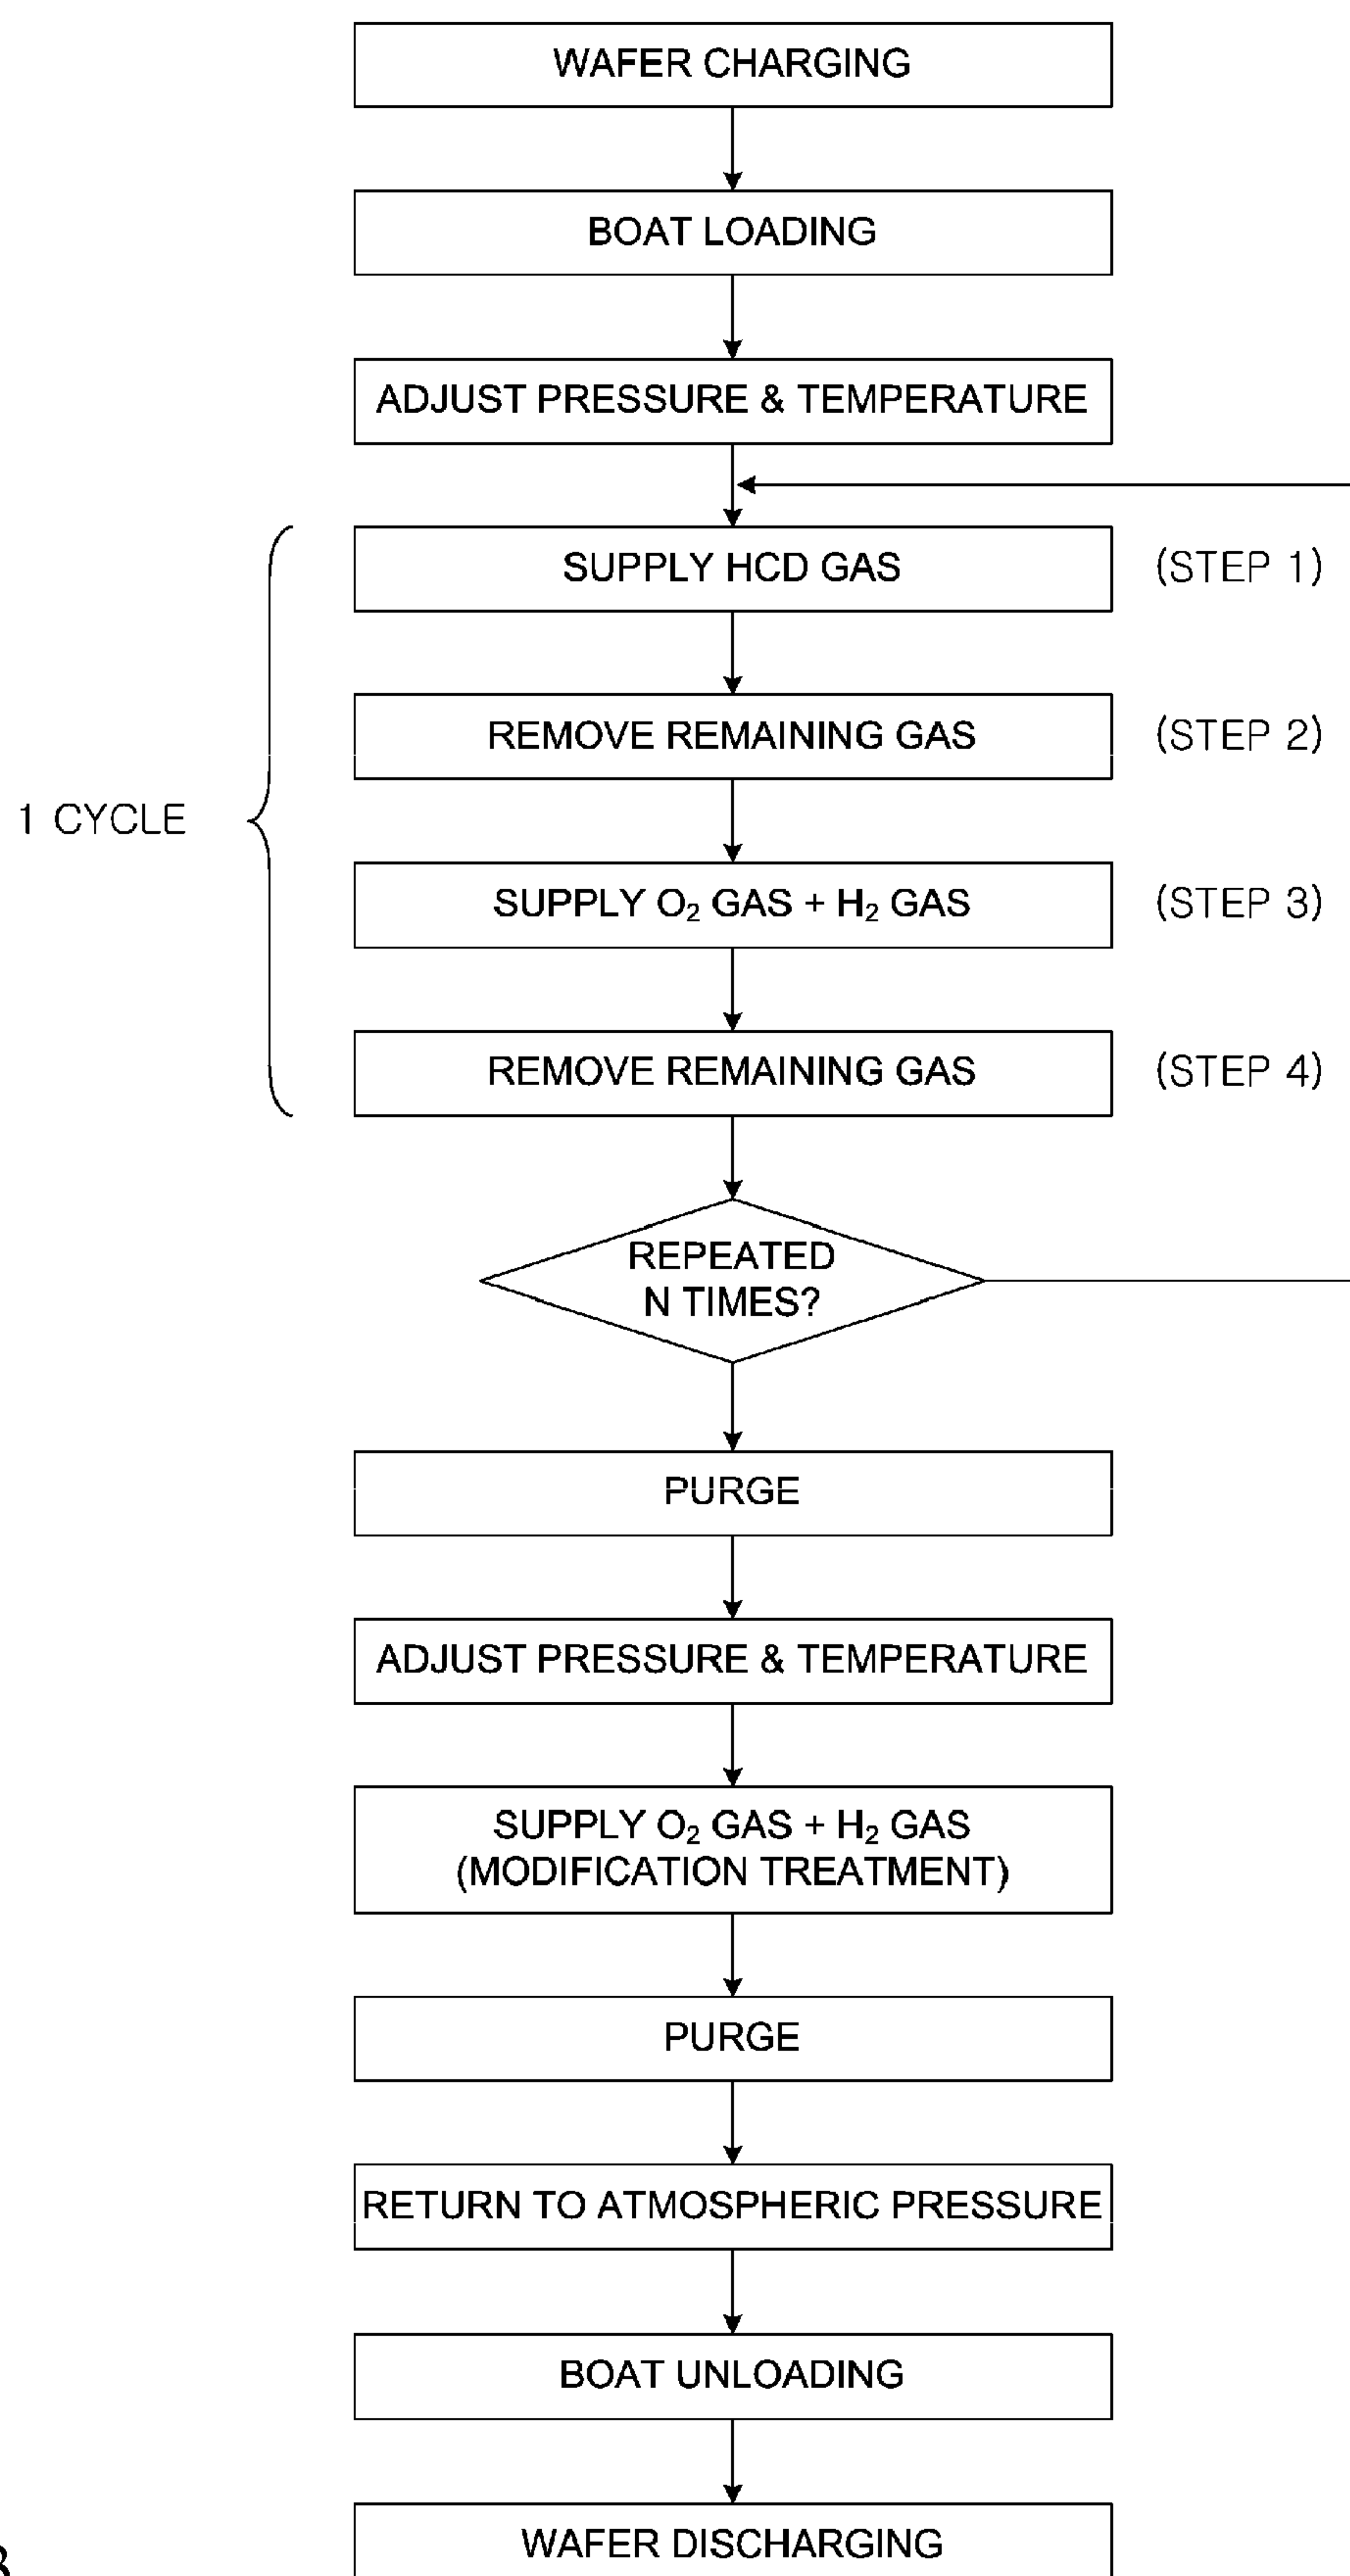 WAFER CHARGING
BOAT LOADING
ADJUST PRESSURE & TEMPERATURE
SUPPLY HCD GAS (STEP 1)
REMOVE REMAINING GAS (STEP 2)
1 CYCLE
SUPPLY O₂ GAS + H₂ GAS (STEP 3)
REMOVE REMAINING GAS (STEP 4)
REPEATED
N TIMES?
PURGE
ADJUST PRESSURE & TEMPERATURE
SUPPLY O₂ GAS + H₂ GAS
(MODIFICATION TREATMENT)
PURGE
RETURN TO ATMOSPHERIC PRESSURE
BOAT UNLOADING
WAFER DISCHARGING